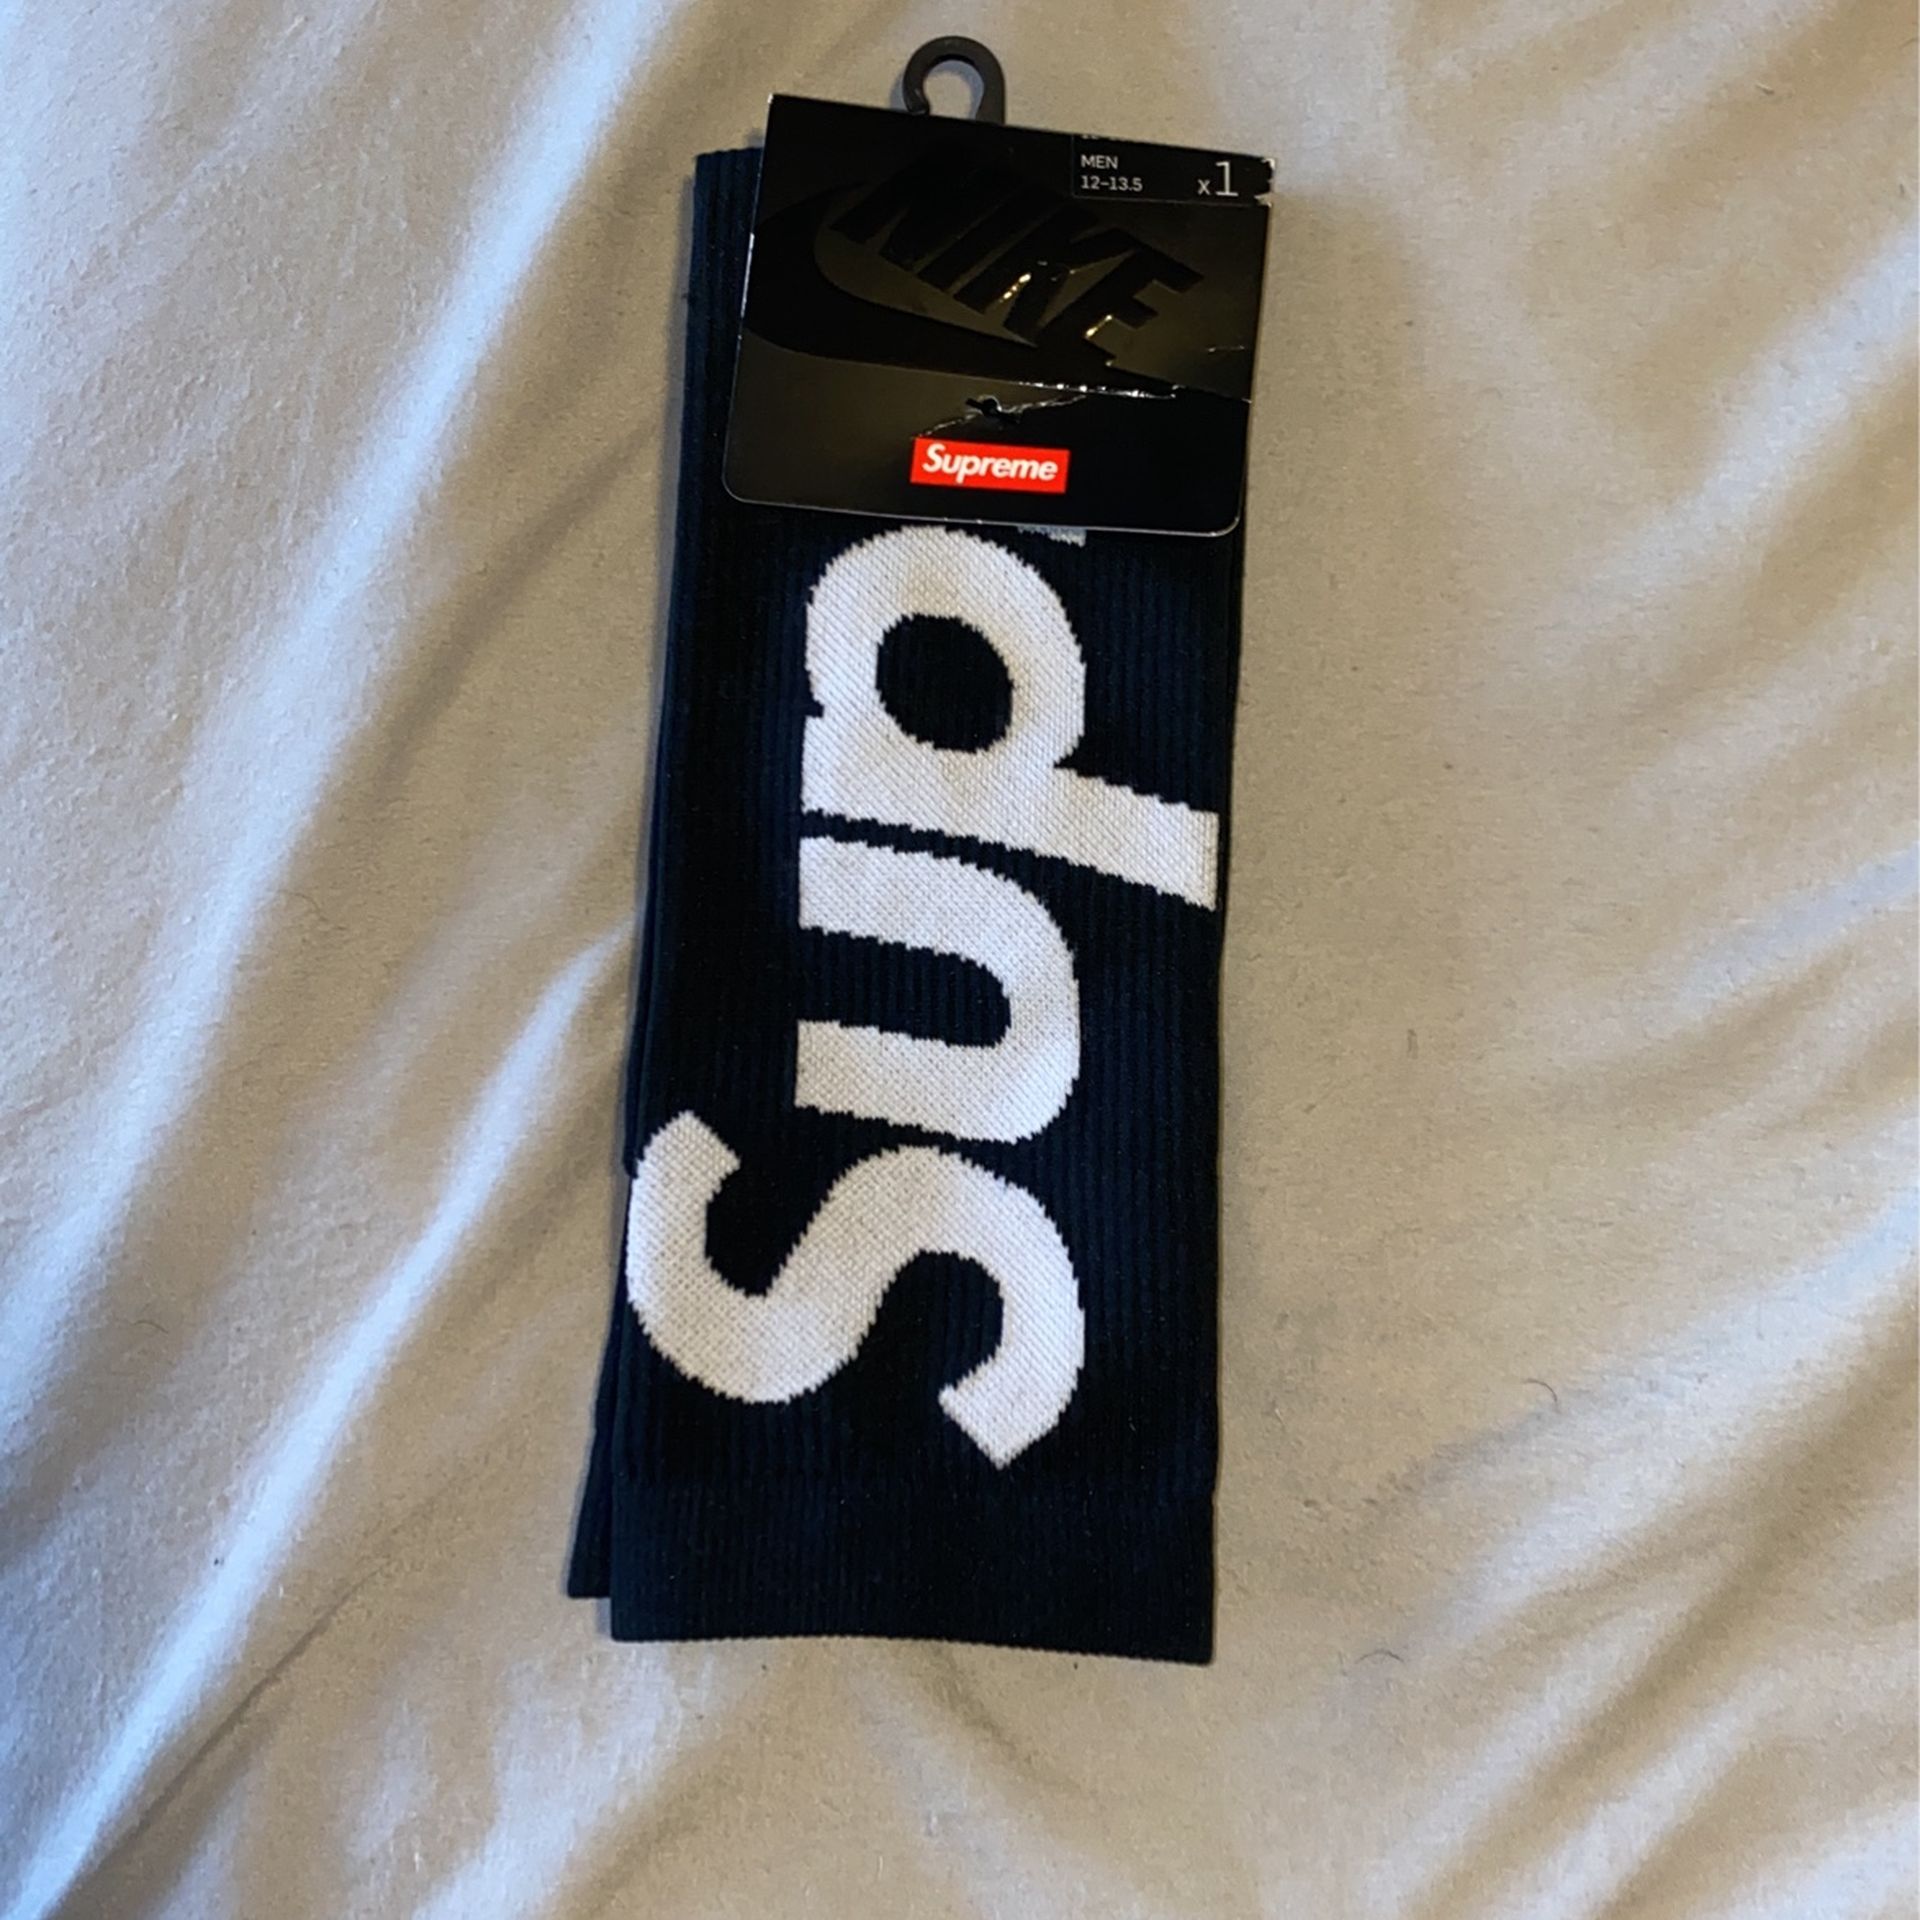 MEN
12–13.5
x1
NIKE
Supreme
Sup